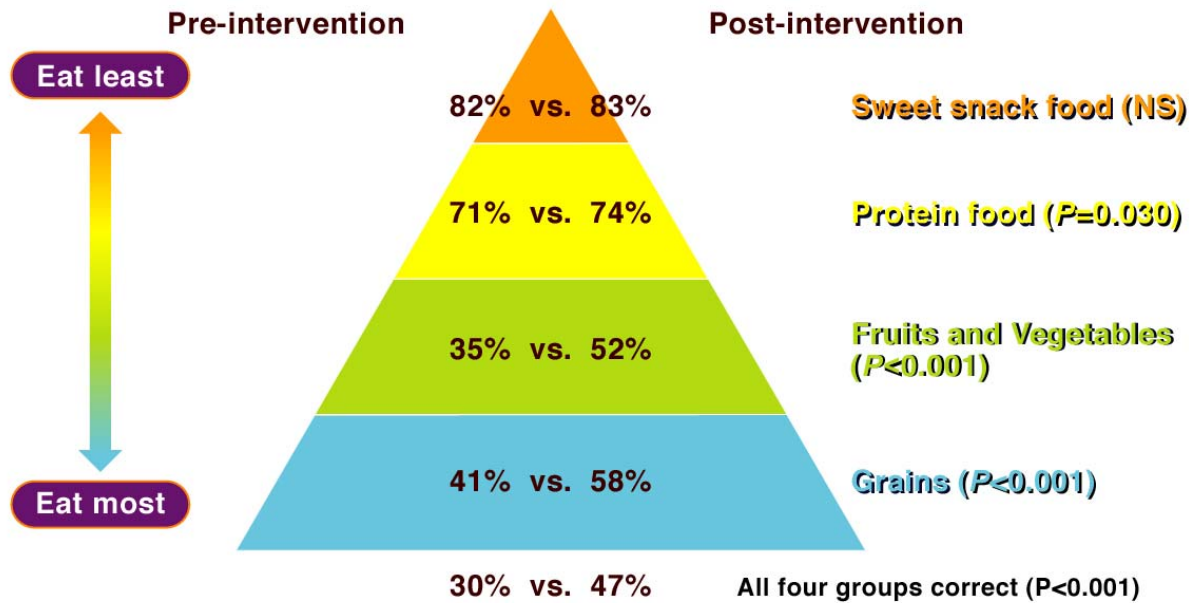 Pre-intervention Post-intervention
Eat least
82% vs. 83% Sweet snack food (NS)
71% vs. 74% Protein food (P=0.030)
35% vs. 52% Fruits and Vegetables
(P<0.001)
41% vs. 58% Grains (P<0.001)
Eat most
30% vs. 47% All four groups correct (P<0.001)